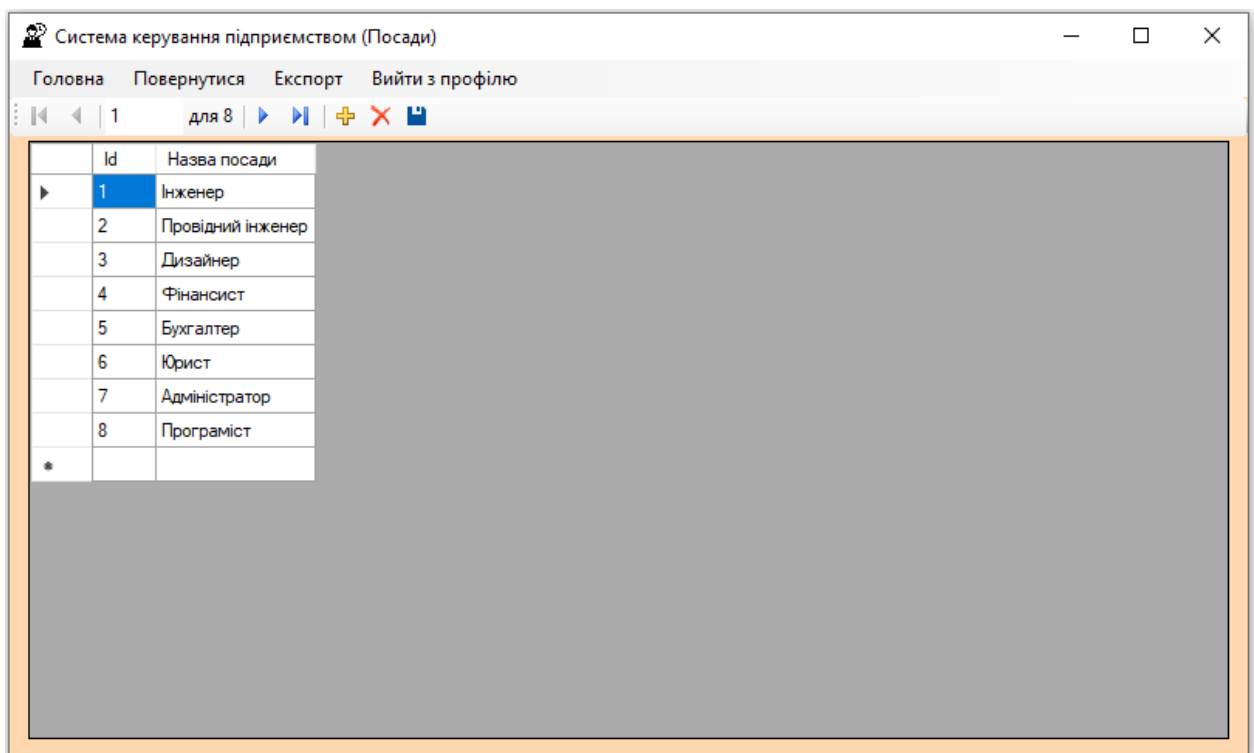 Система керування підприємством (Посади)
Головна Повернутися Експорт Вийти з профілю
1 для 8
Id Назва посади
1 Інженер
2 Провідний інженер
3 Дизайнер
4 Фінансист
5 Бухгалтер
6 Юрист
7 Адміністратор
8 Програміст